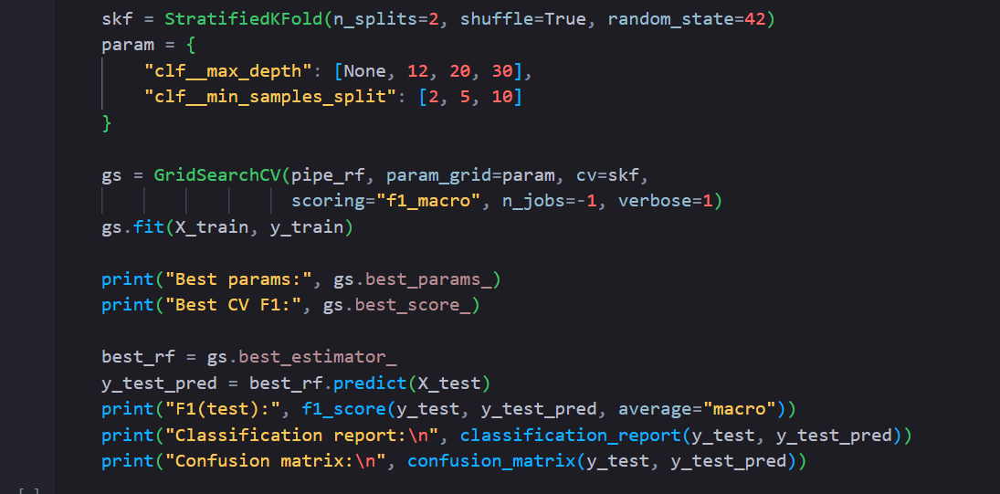 skf = StratifiedKFold(n_splits=2, shuffle=True, random_state=42)
param = {
    "clf__max_depth": [None, 12, 20, 30],
    "clf__min_samples_split": [2, 5, 10]
}
gs = GridSearchCV(pipe_rf, param_grid=param, cv=skf,
                  scoring="f1_macro", n_jobs=-1, verbose=1)
gs.fit(X_train, y_train)
print("Best params:", gs.best_params_)
print("Best CV F1:", gs.best_score_)
best_rf = gs.best_estimator_
y_test_pred = best_rf.predict(X_test)
print("F1(test):", f1_score(y_test, y_test_pred, average="macro"))
print("Classification report:\n", classification_report(y_test, y_test_pred))
print("Confusion matrix:\n", confusion_matrix(y_test, y_test_pred))